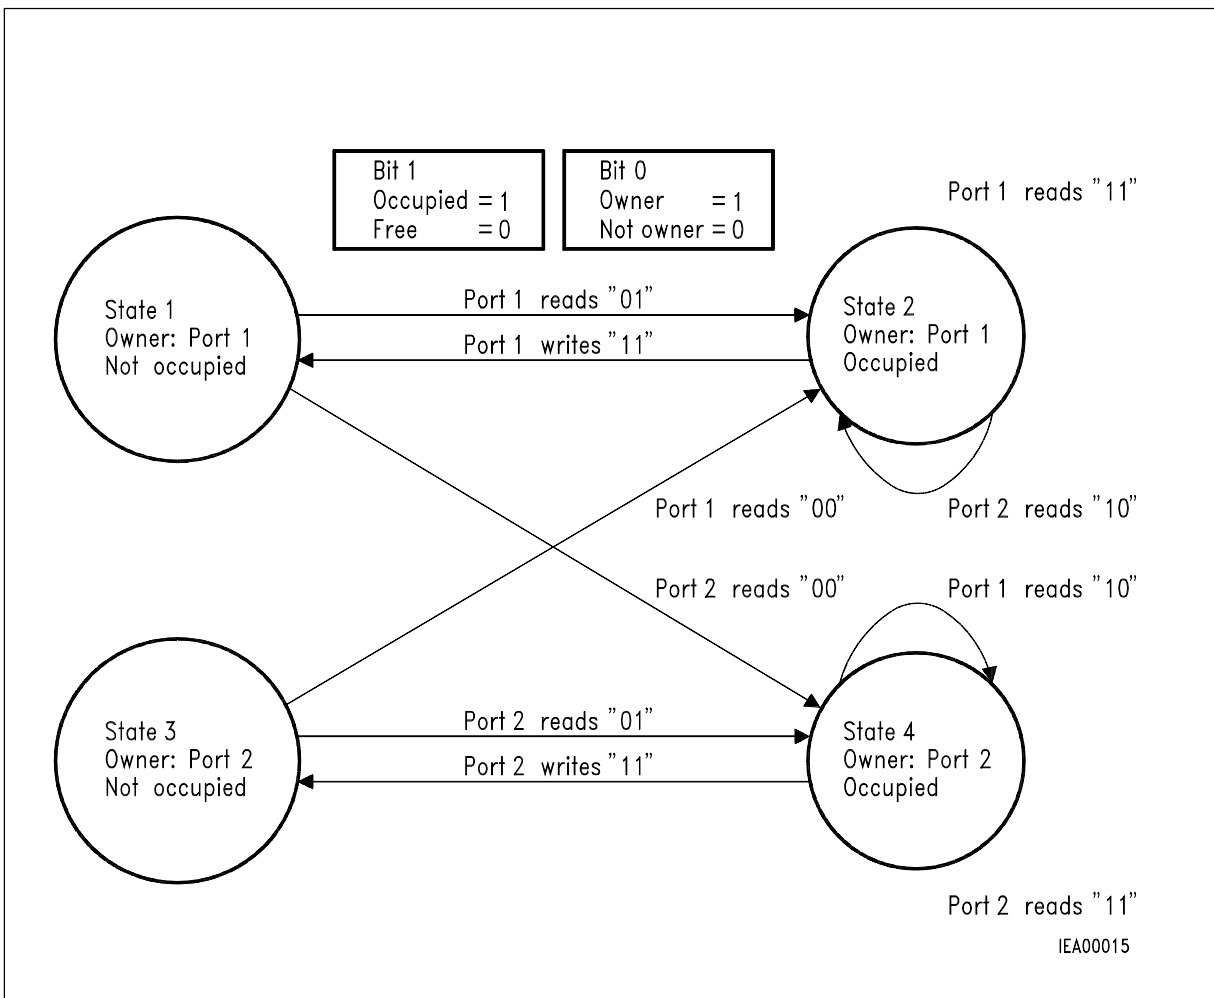 Bit 1
Occupied = 1
Free = 0
Bit 0
Owner = 1
Not owner = 0
Port 1 reads "11"
State 1
Owner: Port 1
Not occupied
Port 1 reads "01"
Port 1 writes "11"
State 2
Owner: Port 1
Occupied
Port 1 reads "00"
Port 2 reads "10"
Port 2 reads "00"
Port 1 reads "10"
State 3
Owner: Port 2
Not occupied
Port 2 reads "01"
Port 2 writes "11"
State 4
Owner: Port 2
Occupied
Port 2 reads "11"
IEA00015